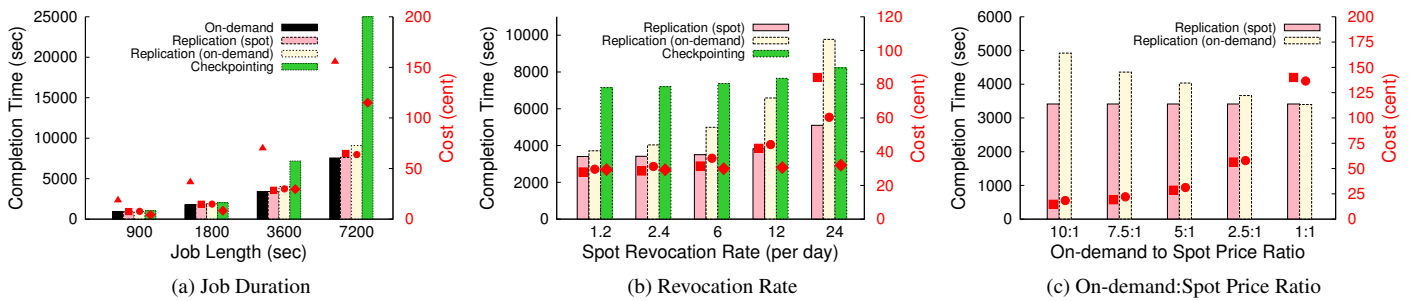 On-demand
Replication (spot)
Replication (on-demand)
Checkpointing
Completion Time (sec)
25000
20000
15000
10000
5000
0
900 1800 3600 7200
Job Length (sec)
200
150
100
50
0
Cost (cent)
(a) Job Duration
Replication (spot)
Replication (on-demand)
Checkpointing
Completion Time (sec)
10000
8000
6000
4000
2000
0
1.2 2.4 6 12 24
Spot Revocation Rate (per day)
120
100
80
60
40
20
0
Cost (cent)
(b) Revocation Rate
Replication (spot)
Replication (on-demand)
Completion Time (sec)
6000
5000
4000
3000
2000
1000
0
10:1 7.5:1 5:1 2.5:1 1:1
On-demand to Spot Price Ratio
200
175
150
125
100
75
50
25
0
Cost (cent)
(c) On-demand:Spot Price Ratio